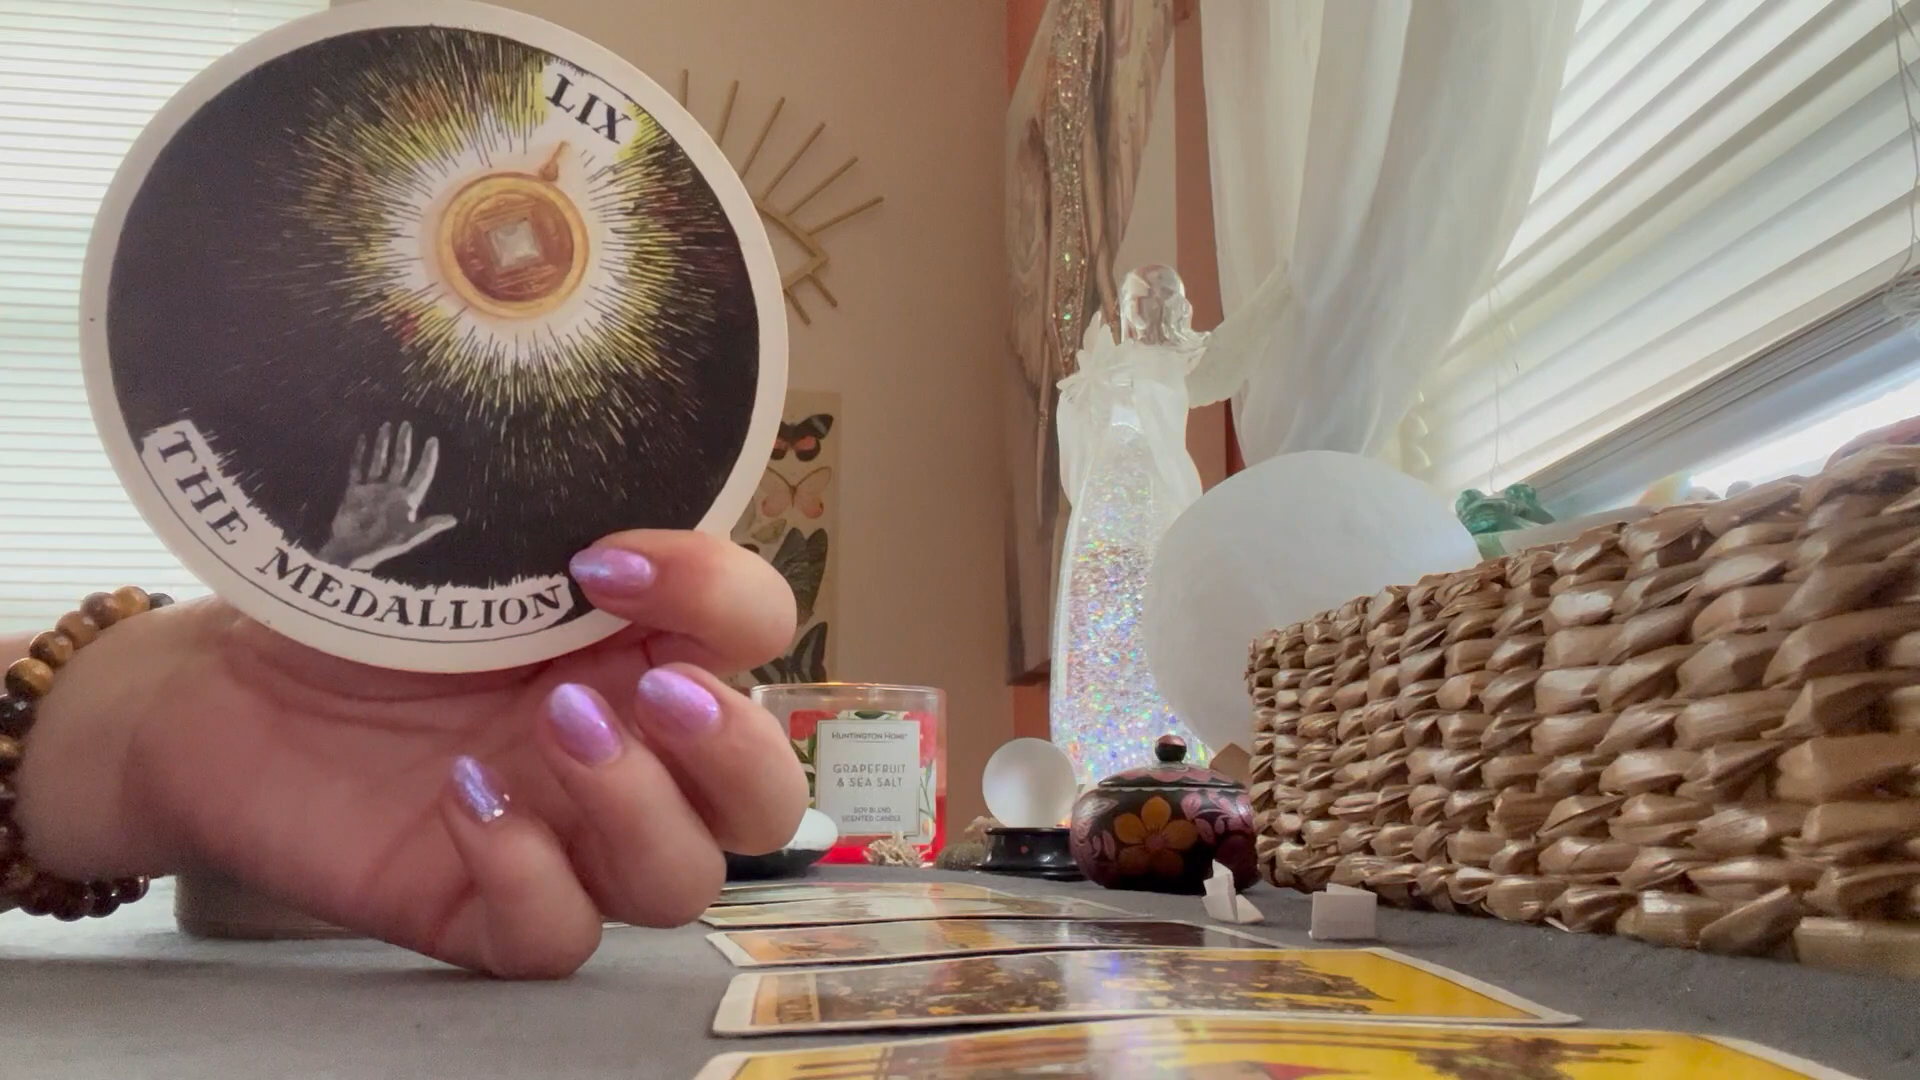 LIX
THE MEDALLION
HUNTINGTON HOME
GRAPEFRUIT
& SEA SALT
SOY BLEND
SCENTED CANDLE